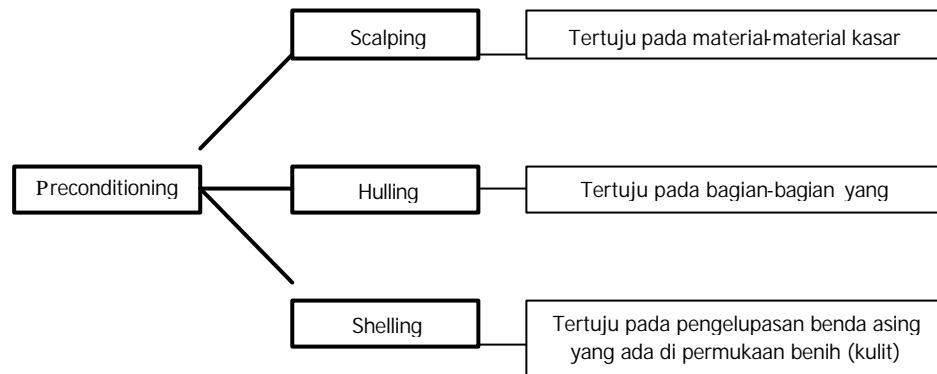 Scalping
Tertuju pada material-material kasar
Preconditioning
Hulling
Tertuju pada bagian-bagian yang
Shelling
Tertuju pada pengelupasan benda asing
yang ada di permukaan benih (kulit)